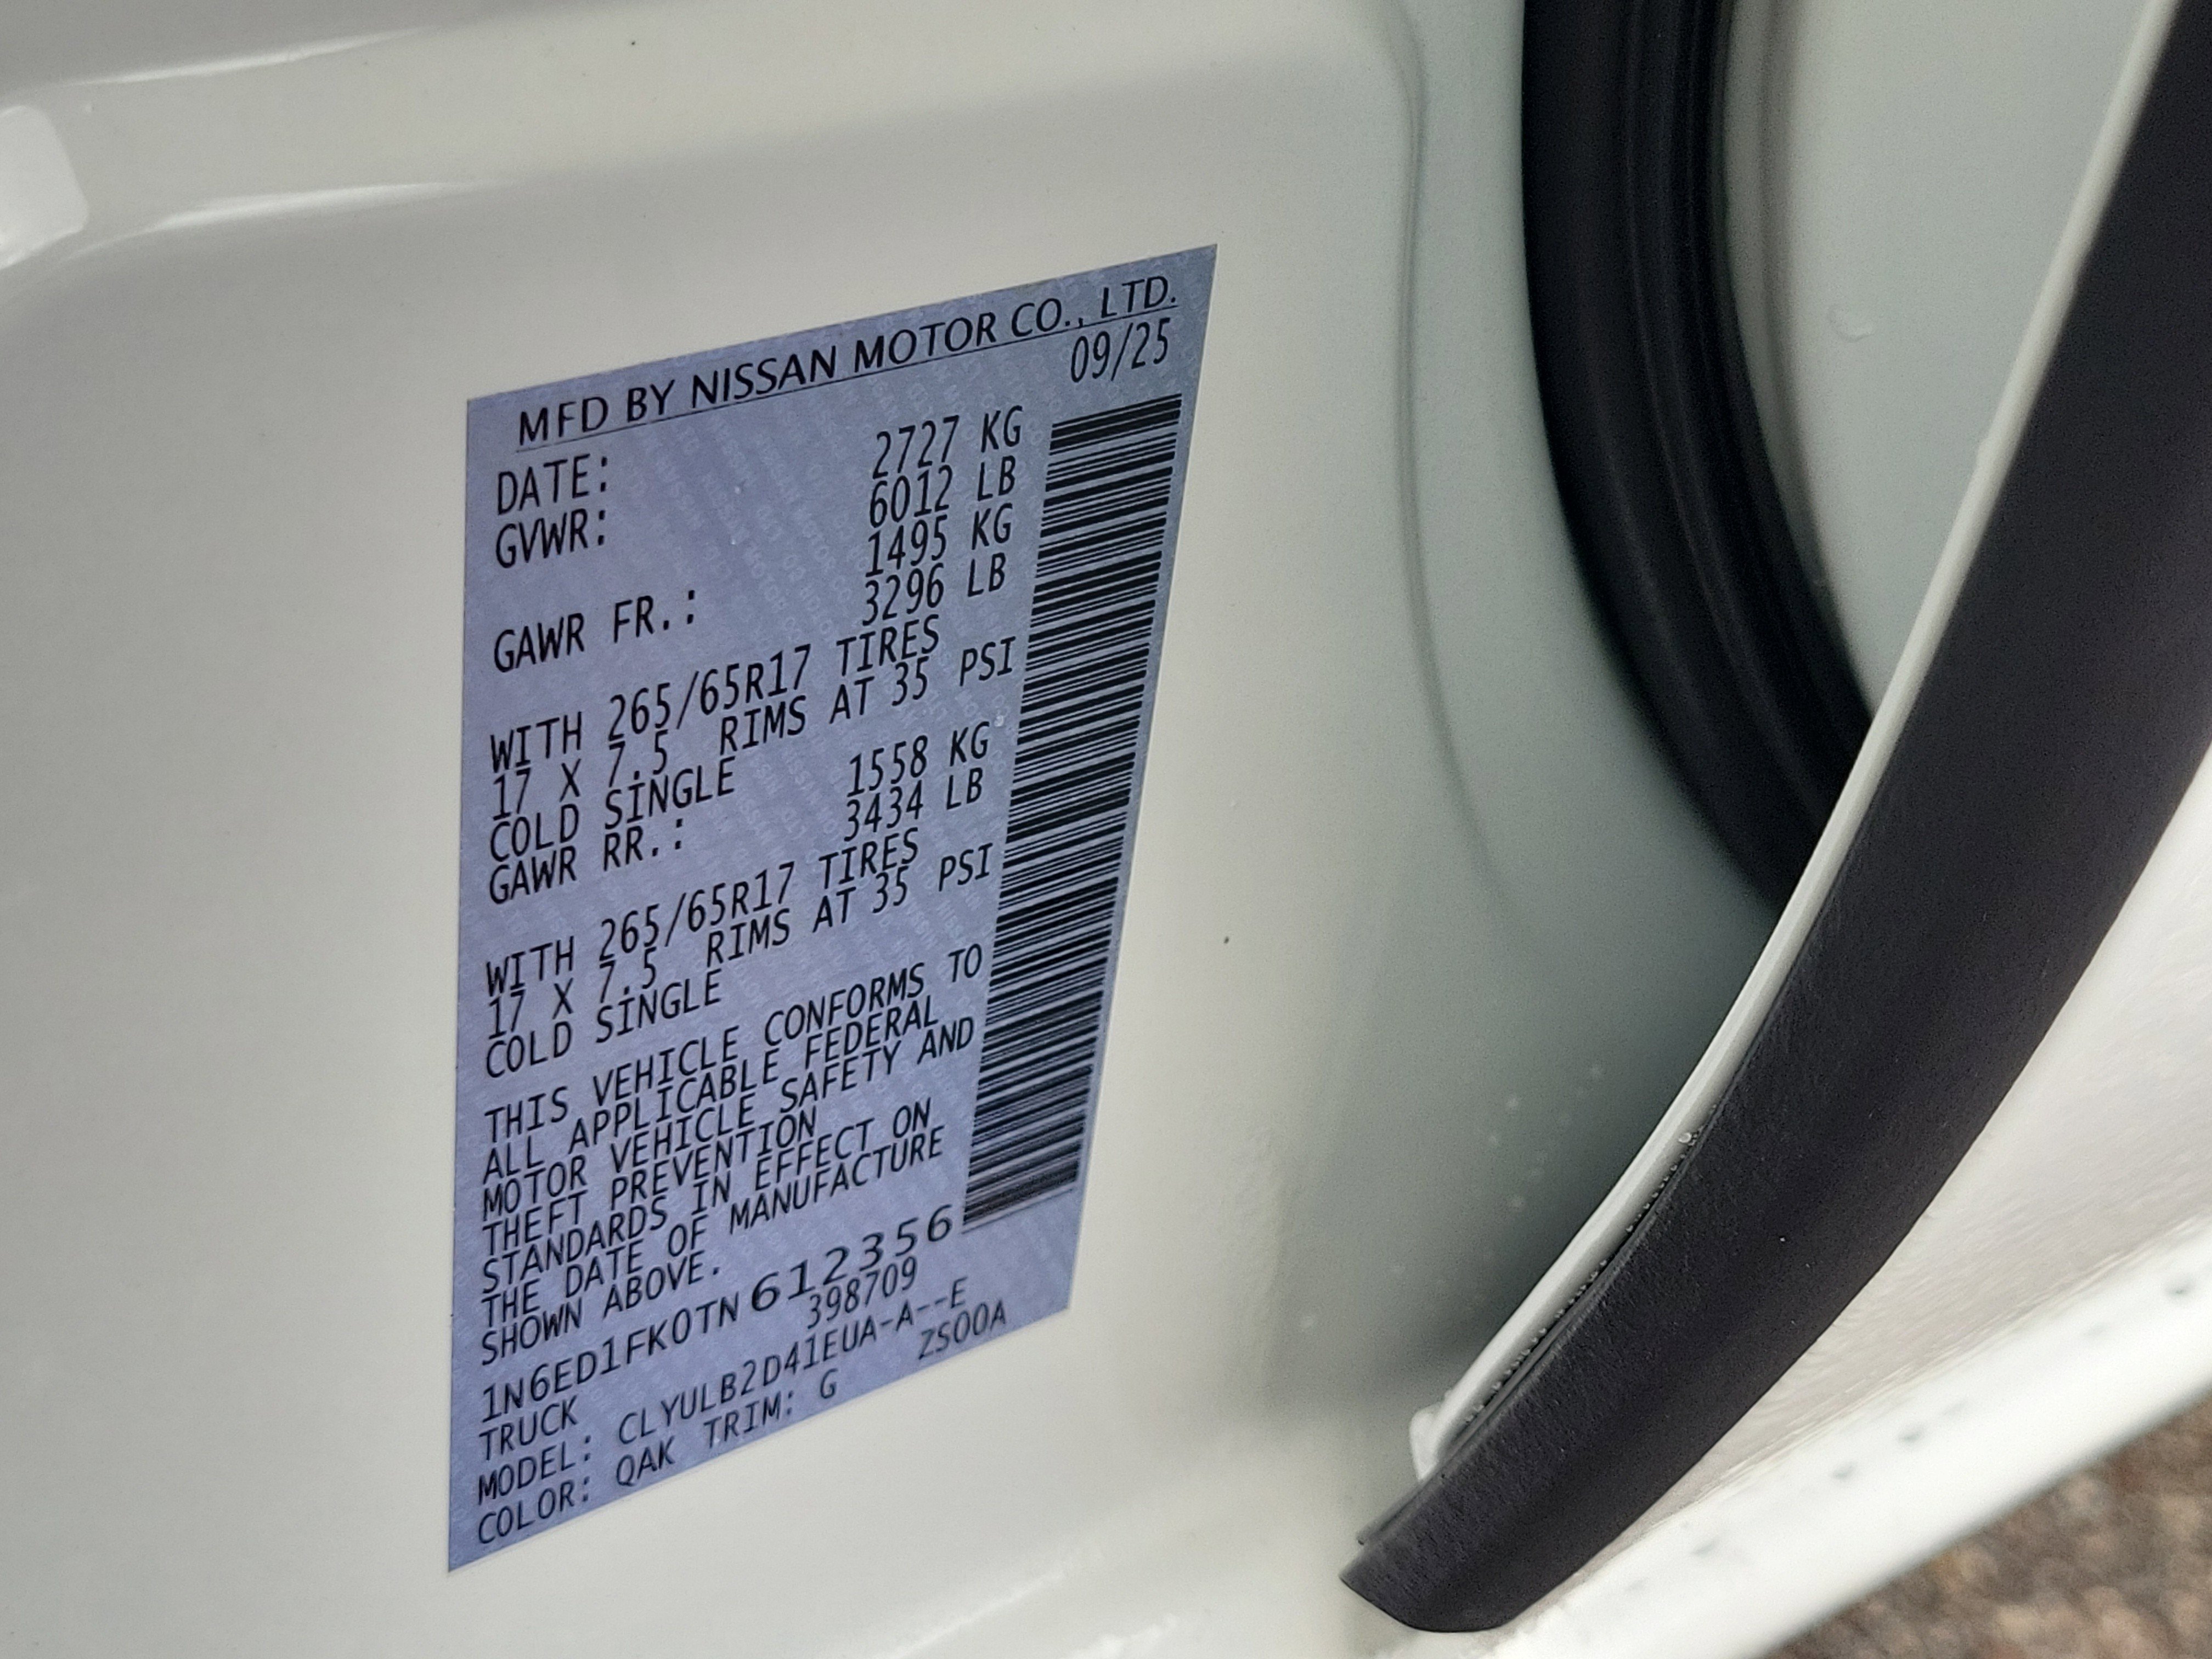 MFD BY NISSAN MOTOR CO., LTD.
DATE: 09/25
GVWR: 2727 KG
6012 LB
GAWR FR.: 1495 KG
3296 LB
WITH 265/65R17 TIRES
17 X 7.5 RIMS AT 35 PSI
COLD SINGLE
GAWR RR.: 1558 KG
3434 LB
WITH 265/65R17 TIRES
17 X 7.5 RIMS AT 35 PSI
COLD SINGLE
THIS VEHICLE CONFORMS TO
ALL APPLICABLE FEDERAL
MOTOR VEHICLE SAFETY AND
THEFT PREVENTION
STANDARDS IN EFFECT ON
THE DATE OF MANUFACTURE
SHOWN ABOVE.
1N6ED1FK0TN612356
TRUCK 398709
MODEL: CLYULB2D41EUA-A--E
COLOR: QAK TRIM: G ZS00A